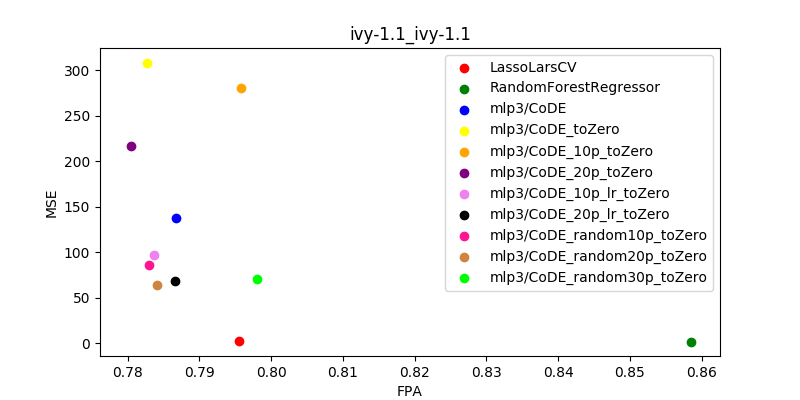 ivy-1.1_ivy-1.1
MSE
300
250
200
150
100
50
0
LassoLarsCV
RandomForestRegressor
mlp3/CoDE
mlp3/CoDE_toZero
mlp3/CoDE_10p_toZero
mlp3/CoDE_20p_toZero
mlp3/CoDE_10p_lr_toZero
mlp3/CoDE_20p_lr_toZero
mlp3/CoDE_random10p_toZero
mlp3/CoDE_random20p_toZero
mlp3/CoDE_random30p_toZero
0.78 0.79 0.80 0.81 0.82 0.83 0.84 0.85 0.86
FPA